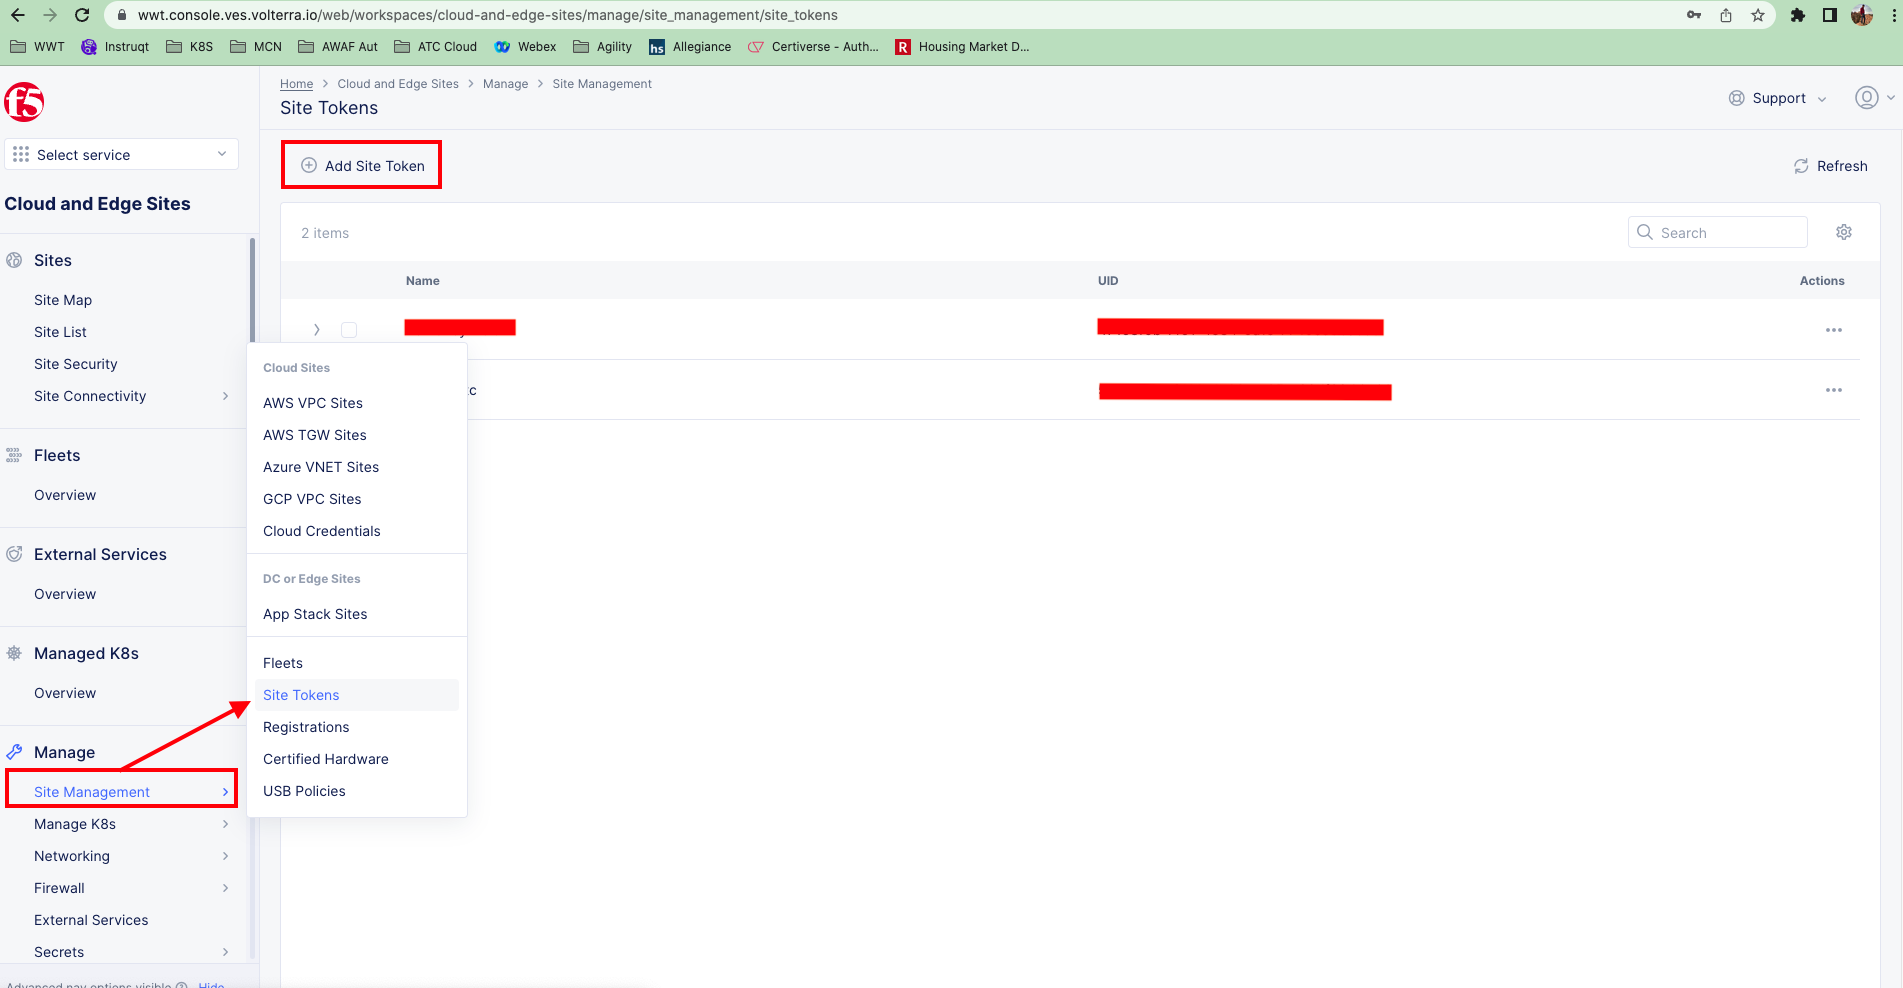 wwt.console.ves.volterra.io/web/workspaces/cloud-and-edge-sites/manage/site_management/site_tokens
WWT Instruqt K8S MCN AWAF Aut ATC Cloud Webex Agility hs Allegiance Certiverse - Auth... R Housing Market D...
f5
Home > Cloud and Edge Sites > Manage > Site Management
Site Tokens
Support
Select service
Add Site Token
Refresh
Cloud and Edge Sites
2 items
Search
Name UID Actions
Sites
Site Map
Site List
Site Security
Site Connectivity
Fleets
Overview
External Services
Overview
Managed K8s
Overview
Manage
Site Management
Manage K8s
Networking
Firewall
External Services
Secrets
Advanced nav options visible Hide
Cloud Sites
AWS VPC Sites
AWS TGW Sites
Azure VNET Sites
GCP VPC Sites
Cloud Credentials
DC or Edge Sites
App Stack Sites
Fleets
Site Tokens
Registrations
Certified Hardware
USB Policies